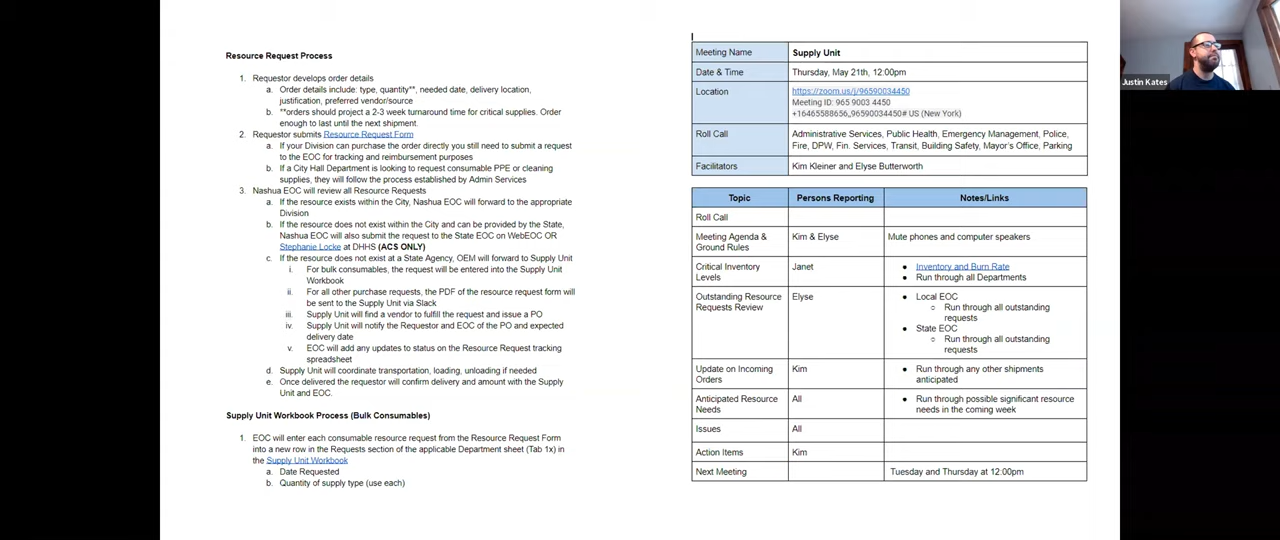 Resource Request Process
1. Requestor develops order details
a. Order details include: type, quantity**, needed date, delivery location,
justification, preferred vendor/source
b. **orders should project a 2-3 week turnaround time for critical supplies. Order
enough to last until the next shipment.
2. Requestor submits Resource Request Form
a. If your Division can purchase the order directly you still need to submit a request
to the EOC for tracking and reimbursement purposes
b. If a City Hall Department is looking to request consumable PPE or cleaning
supplies, they will follow the process established by Admin Services
3. Nashua EOC will review all Resource Requests
a. If the resource exists within the City, Nashua EOC will forward to the appropriate
Division
b. If the resource does not exist within the City and can be provided by the State,
Nashua EOC will also submit the request to the State EOC on WebEOC OR
Stephanie Locke at DHHS (ACS ONLY)
c. If the resource does not exist at a State Agency, OEM will forward to Supply Unit
i. For bulk consumables, the request will be entered into the Supply Unit
Workbook
ii. For all other purchase requests, the PDF of the resource request form will
be sent to the Supply Unit via Slack
iii. Supply Unit will find a vendor to fulfill the request and issue a PO
iv. Supply Unit will notify the Requestor and EOC of the PO and expected
delivery date
v. EOC will add any updates to status on the Resource Request tracking
spreadsheet
d. Supply Unit will coordinate transportation, loading, unloading if needed
e. Once delivered the requestor will confirm delivery and amount with the Supply
Unit and EOC.
Supply Unit Workbook Process (Bulk Consumables)
1. EOC will enter each consumable resource request from the Resource Request Form
into a new row in the Requests section of the applicable Department sheet (Tab 1x) in
the Supply Unit Workbook
a. Date Requested
b. Quantity of supply type (use each)
Meeting Name Supply Unit
Date & Time Thursday, May 21th, 12:00pm
Location https://zoom.us/j/96590034450
Meeting ID: 965 9003 4450
+16465588656,,96590034450# US (New York)
Roll Call Administrative Services, Public Health, Emergency Management, Police,
Fire, DPW, Fin. Services, Transit, Building Safety, Mayor's Office, Parking
Facilitators Kim Kleiner and Elyse Butterworth
Topic Persons Reporting Notes/Links
Roll Call
Meeting Agenda & Kim & Elyse Mute phones and computer speakers
Ground Rules
Critical Inventory Janet ● Inventory and Burn Rate
Levels ● Run through all Departments
Outstanding Resource Elyse ● Local EOC
Requests Review ○ Run through all outstanding
requests
● State EOC
○ Run through all outstanding
requests
Update on Incoming Kim ● Run through any other shipments
Orders anticipated
Anticipated Resource All ● Run through possible significant resource
Needs needs in the coming week
Issues All
Action Items Kim
Next Meeting Tuesday and Thursday at 12:00pm
Justin Kates